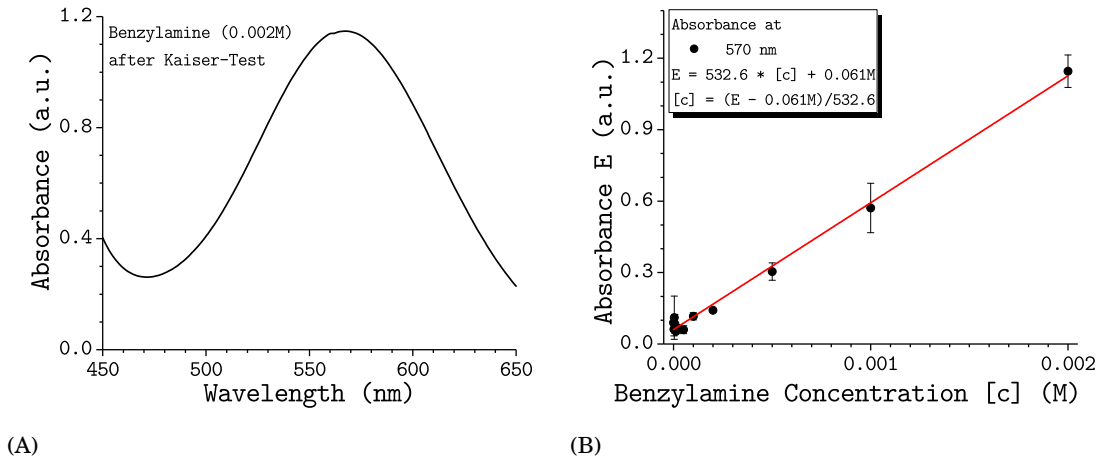 Benzylamine (0.002M)
after Kaiser-Test
Absorbance (a.u.)
1.2
0.8
0.4
0.0
450
500
550
600
650
Wavelength (nm)
(A)
Absorbance at
570 nm
E = 532.6 * [c] + 0.061M
[c] = (E - 0.061M)/532.6
Absorbance E (a.u.)
1.2
0.9
0.6
0.3
0.0
0.000
0.001
0.002
Benzylamine Concentration [c] (M)
(B)